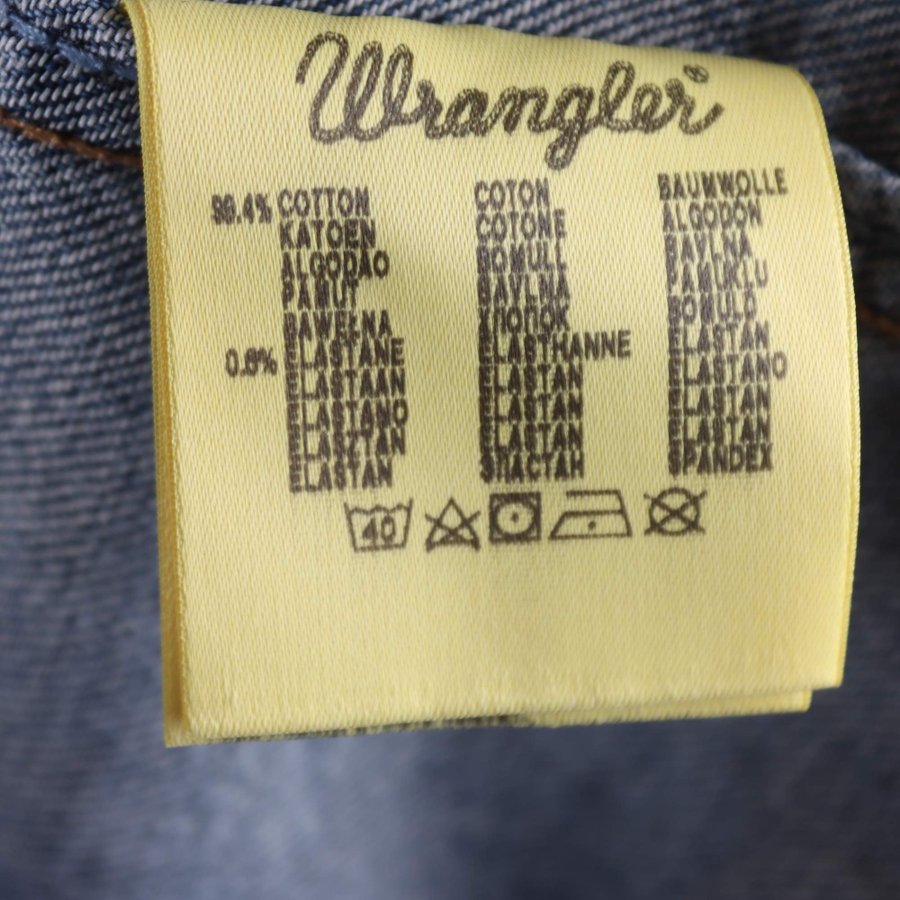 Wrangler®
99.4% COTTON COTON BAUMWOLLE
KATOEN COTONE ALGODÓN
ALGODÃO BOMULL BAVLNA
PAMUT BAVLNA PAMUKLU
BAWEŁNA ХЛОПОК BOMULD
0.6% ELASTANE ELASTHANNE ELASTAN
ELASTAAN ELASTAN ELASTANO
ELASTANO ELASTAN ELASTAN
ELASZTAN ELASTAN ELASTAN
ELASTAN ЭЛАСТАН SPANDEX
40